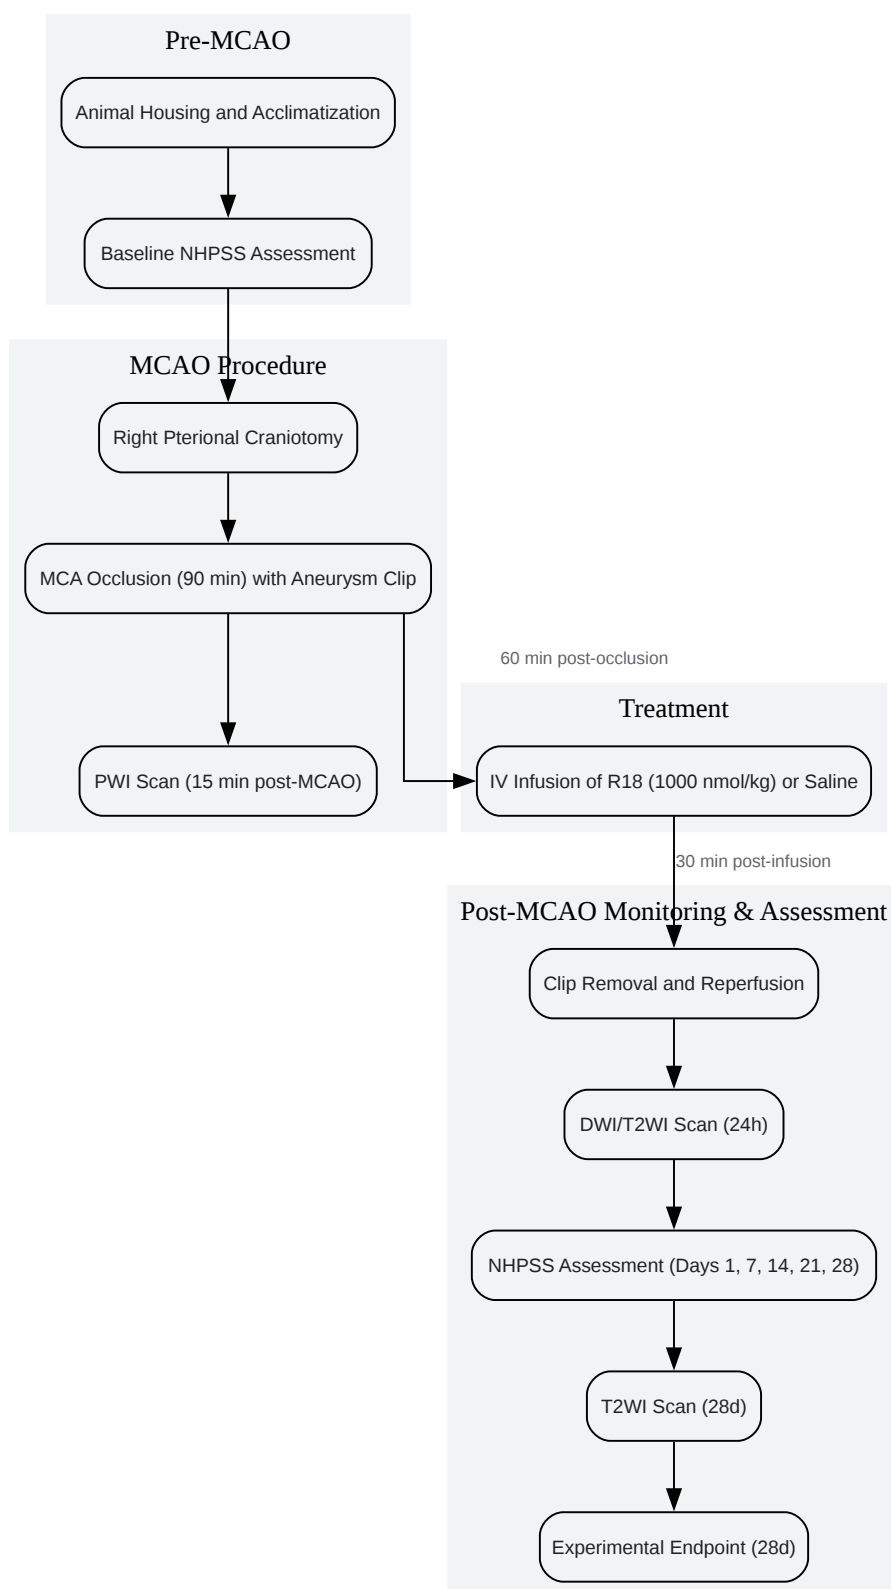 Pre-MCAO
Animal Housing and Acclimatization
Baseline NHPSS Assessment
MCAO Procedure
Right Pterional Craniotomy
MCA Occlusion (90 min) with Aneurysm Clip
60 min post-occlusion
Treatment
PWI Scan (15 min post-MCAO)
IV Infusion of R18 (1000 nmol/kg) or Saline
30 min post-infusion
Post-MCAO Monitoring & Assessment
Clip Removal and Reperfusion
DWI/T2WI Scan (24h)
NHPSS Assessment (Days 1, 7, 14, 21, 28)
T2WI Scan (28d)
Experimental Endpoint (28d)